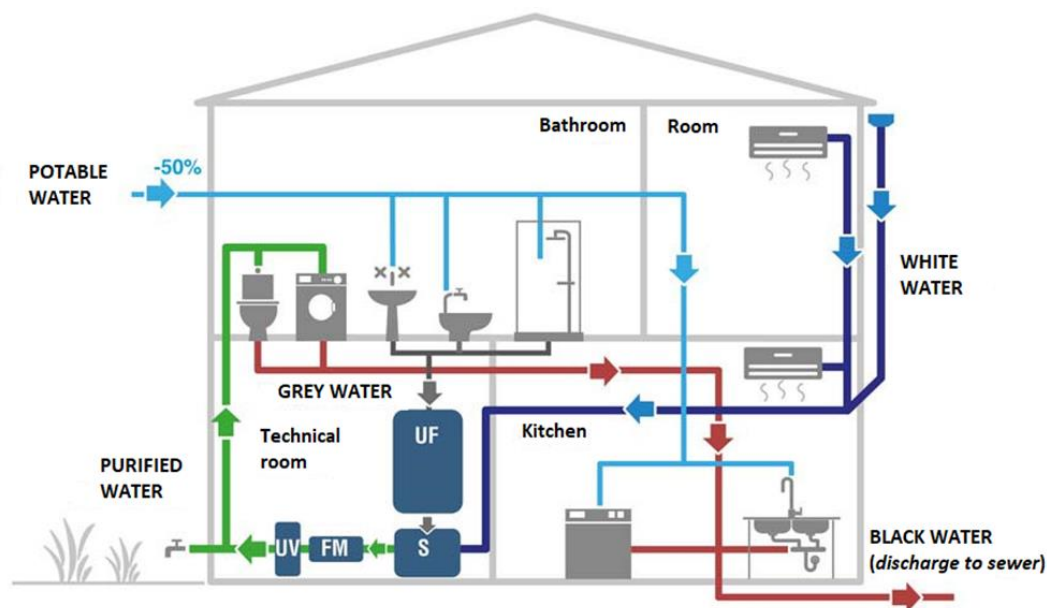 Bathroom
Room
POTABLE
WATER
-50%
WHITE
WATER
GREY WATER
UF
Kitchen
Technical
room
PURIFIED
WATER
UV
FM
S
BLACK WATER
(discharge to sewer)